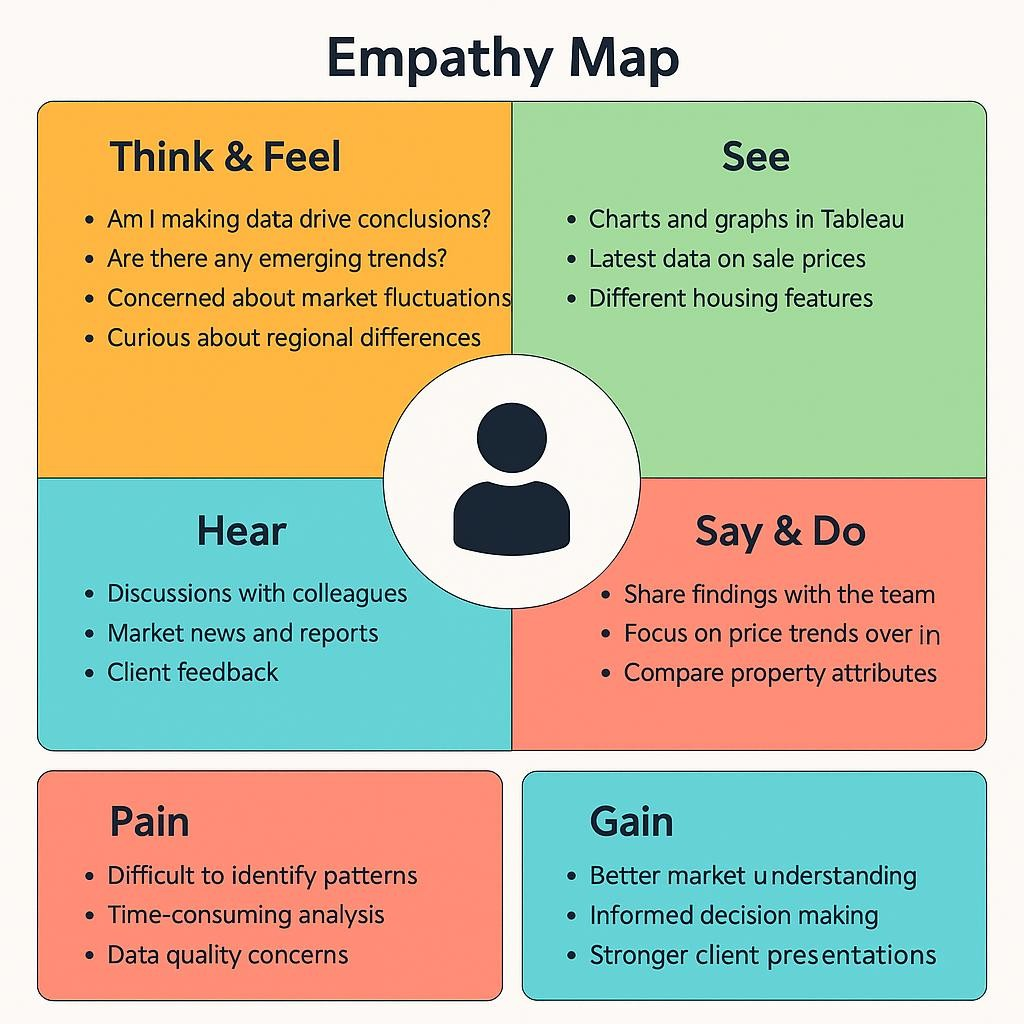 Empathy Map
Think & Feel
• Am I making data drive conclusions?
• Are there any emerging trends?
• Concerned about market fluctuations
• Curious about regional differences
See
• Charts and graphs in Tableau
• Latest data on sale prices
• Different housing features
Hear
• Discussions with colleagues
• Market news and reports
• Client feedback
Say & Do
• Share findings with the team
• Focus on price trends over in
• Compare property attributes
Pain
• Difficult to identify patterns
• Time-consuming analysis
• Data quality concerns
Gain
• Better market understanding
• Informed decision making
• Stronger client presentations